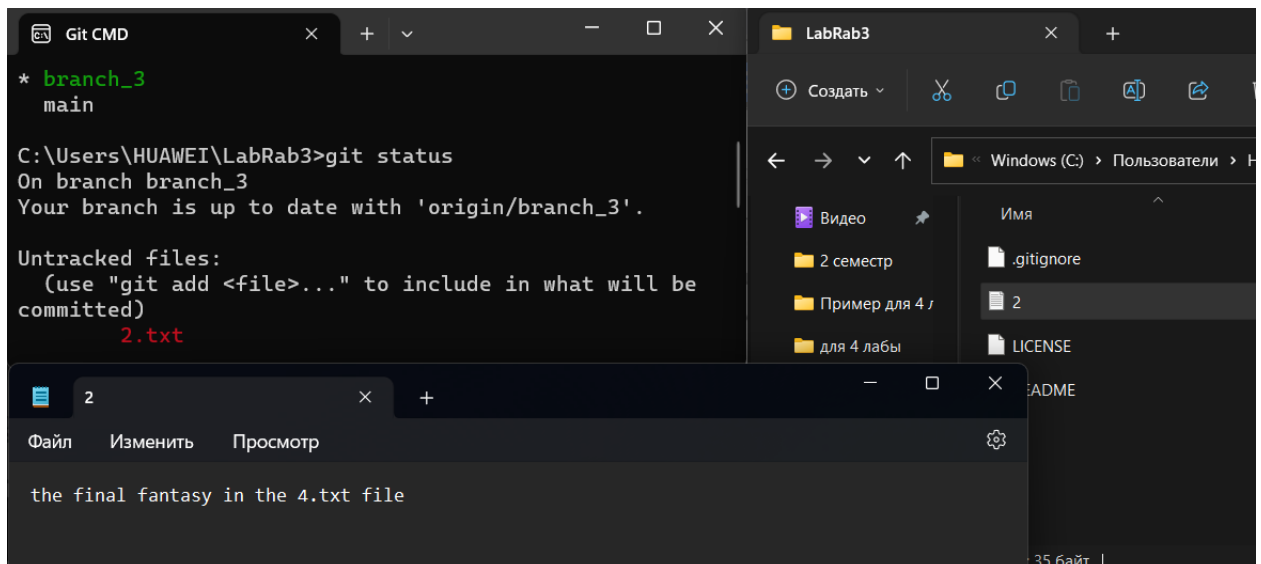 Git CMD
* branch_3
main
C:\Users\HUAWEI\LabRab3>git status
On branch branch_3
Your branch is up to date with 'origin/branch_3'.
Untracked files:
(use "git add <file>..." to include in what will be
committed)
2.txt
LabRab3
Создать
Windows (C:) › Пользователи ›
Видео
2 семестр
Пример для 4
для 4 лабы
Имя
.gitignore
2
LICENSE
35 байт
2
Файл Изменить Просмотр
the final fantasy in the 4.txt file